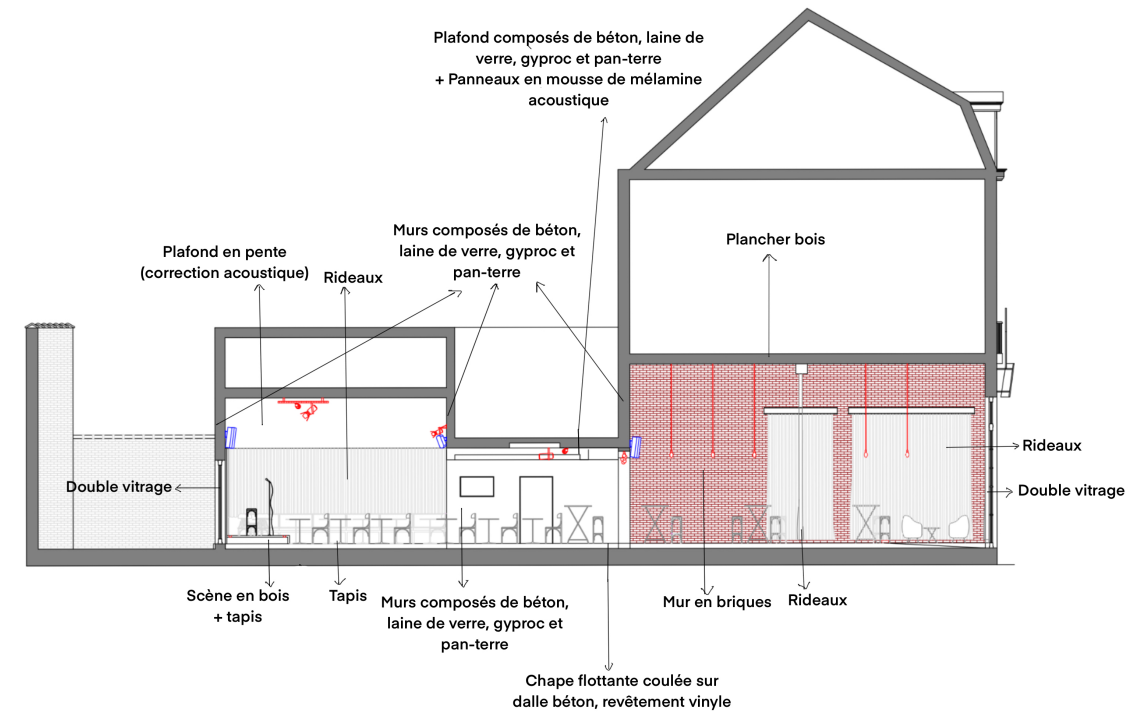 Plafond composés de béton, laine de
verre, gyproc et pan-terre
+ Panneaux en mousse de mélamine
acoustique
Murs composés de béton,
laine de verre, gyproc et
pan-terre
Plafond en pente
(correction acoustique)
Rideaux
Plancher bois
Rideaux
Double vitrage
Double vitrage
Scène en bois
+ tapis
Tapis
Murs composés de béton,
laine de verre, gyproc et
pan-terre
Mur en briques
Rideaux
Chape flottante coulée sur
dalle béton, revêtement vinyle